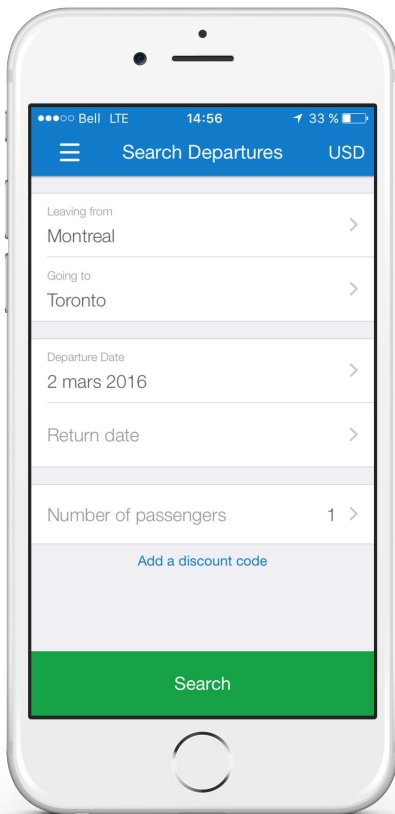 Bell LTE 14:56 33 %
Search Departures USD
Leaving from
Montreal
Going to
Toronto
Departure Date
2 mars 2016
Return date
Number of passengers 1
Add a discount code
Search